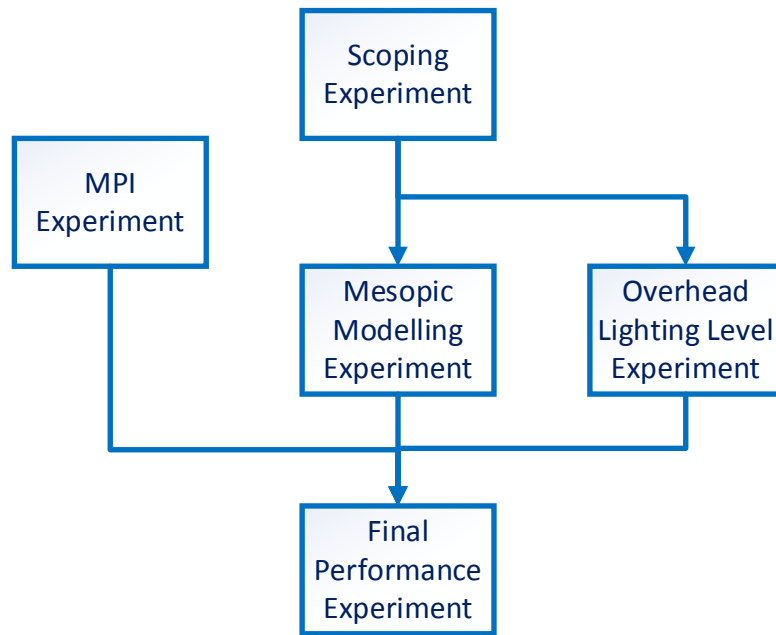 Scoping
Experiment
MPI
Experiment
Mesopic
Modelling
Experiment
Overhead
Lighting Level
Experiment
Final
Performance
Experiment